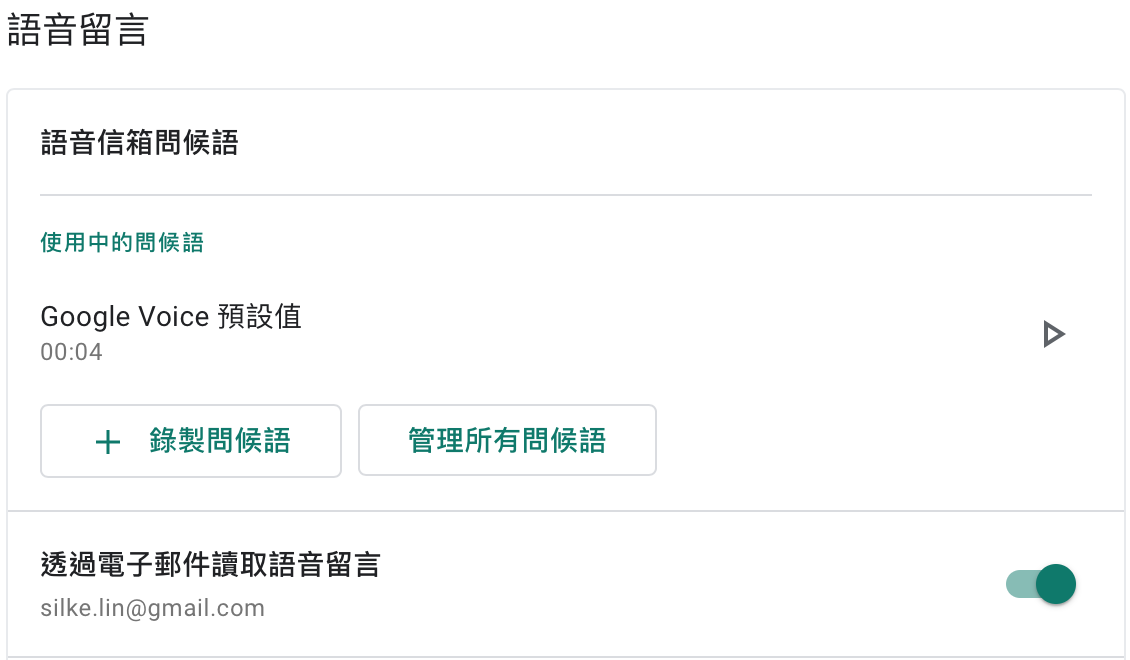 語音留言
語音信箱問候語
使用中的問候語
Google Voice 預設值
00:04
錄製問候語
管理所有問候語
透過電子郵件讀取語音留言
silke.lin@gmail.com